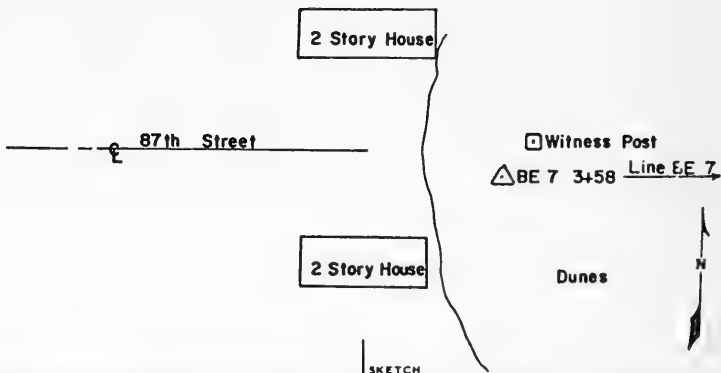 2 Story House
87th Street
℄
Witness Post
BE 7 3+58 Line BE 7
2 Story House
Dunes
N
SKETCH